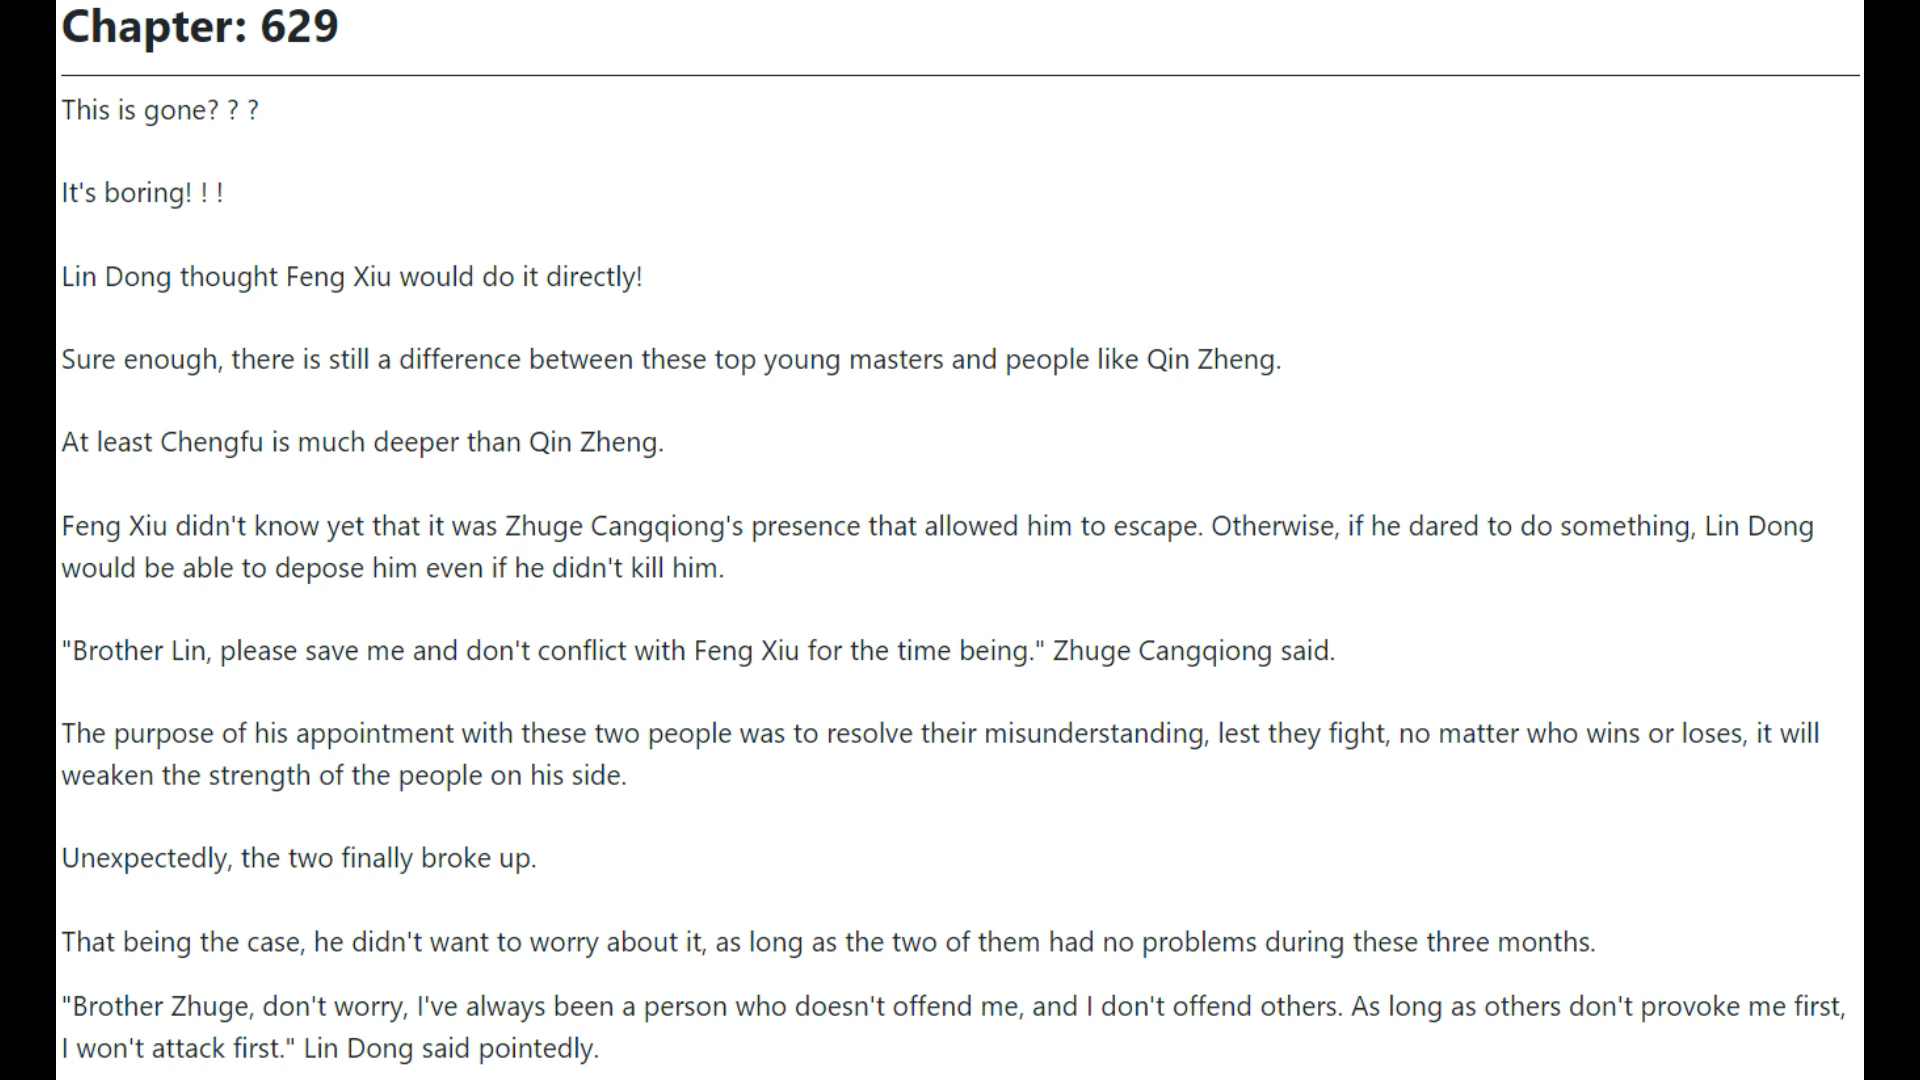 Chapter: 629
This is gone? ? ?
It's boring! ! !
Lin Dong thought Feng Xiu would do it directly!
Sure enough, there is still a difference between these top young masters and people like Qin Zheng.
At least Chengfu is much deeper than Qin Zheng.
Feng Xiu didn't know yet that it was Zhuge Cangqiong's presence that allowed him to escape. Otherwise, if he dared to do something, Lin Dong
would be able to depose him even if he didn't kill him.
"Brother Lin, please save me and don't conflict with Feng Xiu for the time being." Zhuge Cangqiong said.
The purpose of his appointment with these two people was to resolve their misunderstanding, lest they fight, no matter who wins or loses, it will
weaken the strength of the people on his side.
Unexpectedly, the two finally broke up.
That being the case, he didn't want to worry about it, as long as the two of them had no problems during these three months.
"Brother Zhuge, don't worry, I've always been a person who doesn't offend me, and I don't offend others. As long as others don't provoke me first,
I won't attack first." Lin Dong said pointedly.